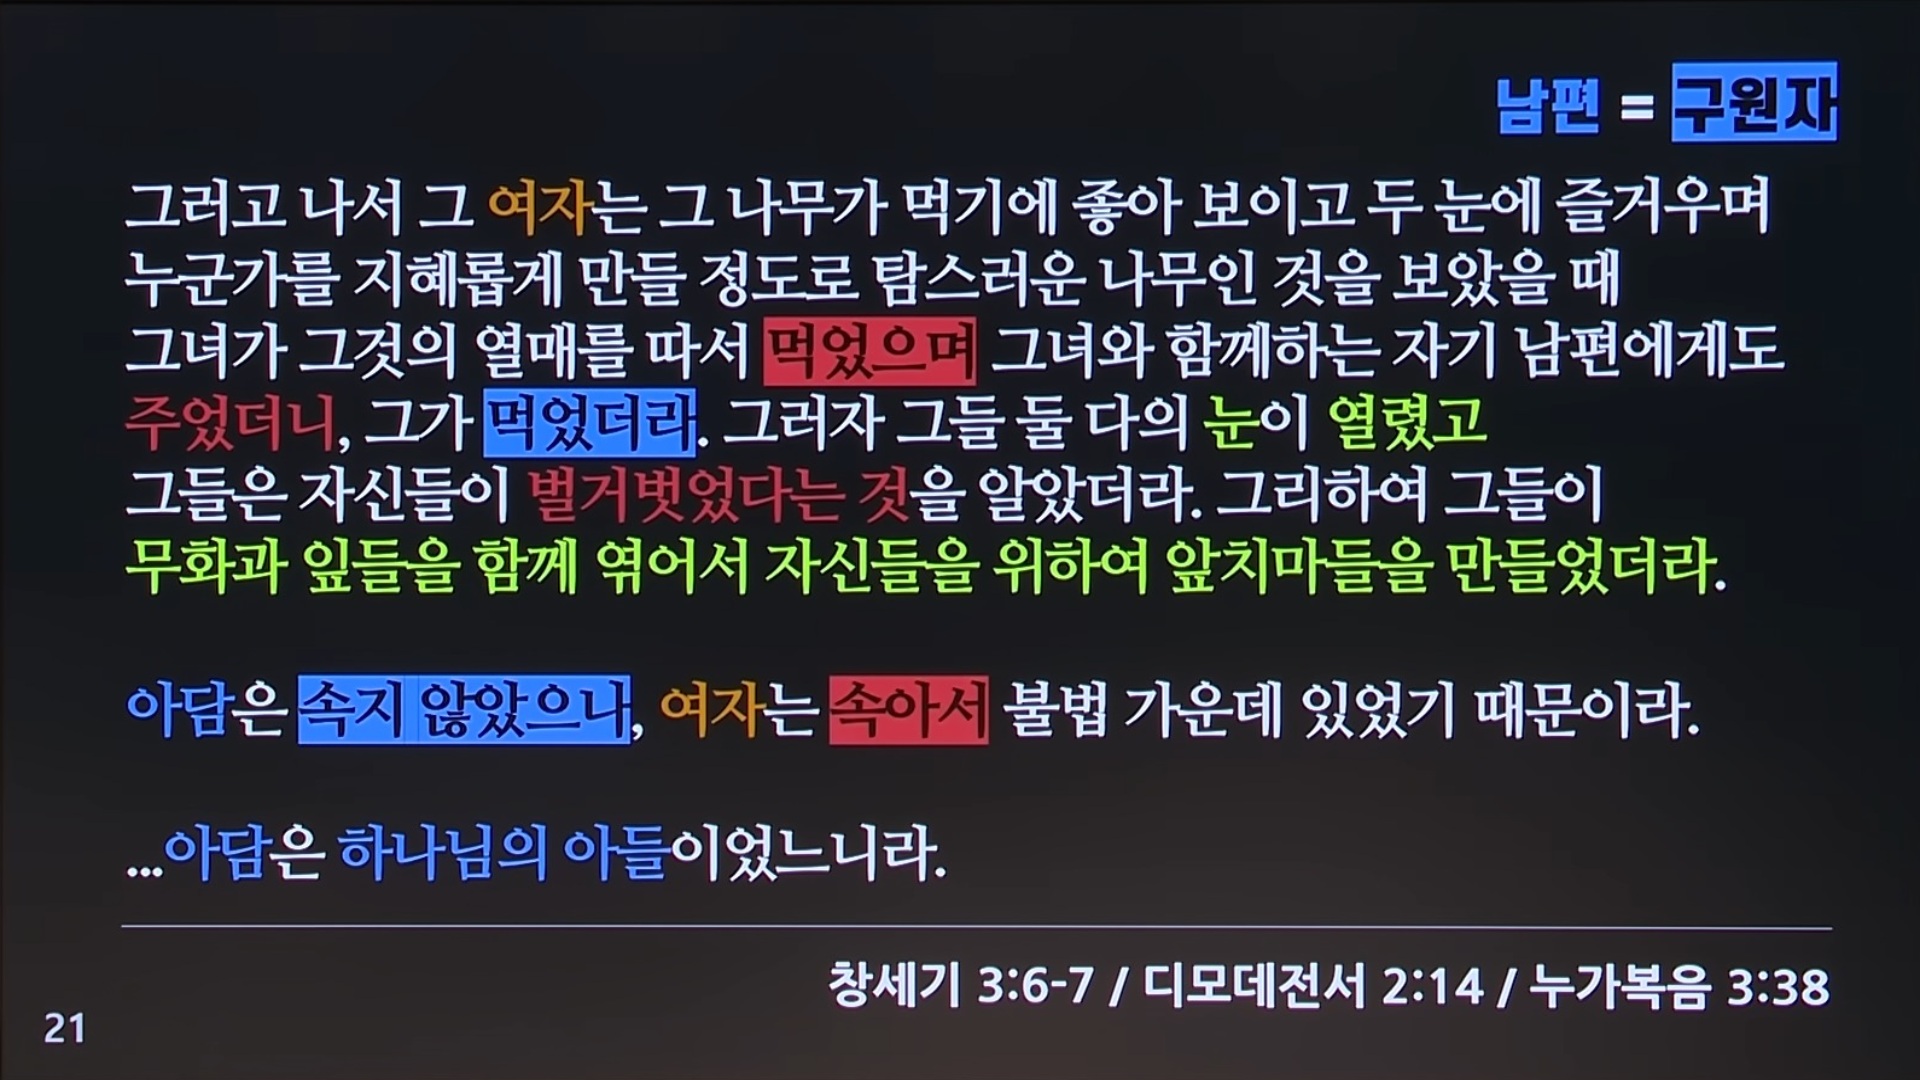 남편 = 구원자
그러고 나서 그 여자는 그 나무가 먹기에 좋아 보이고 두 눈에 즐거우며
누군가를 지혜롭게 만들 정도로 탐스러운 나무인 것을 보았을 때
그녀가 그것의 열매를 따서 먹었으며 그녀와 함께하는 자기 남편에게도
주었더니, 그가 먹었더라. 그러자 그들 둘 다의 눈이 열렸고
그들은 자신들이 벌거벗었다는 것을 알았더라. 그리하여 그들이
무화과 잎들을 함께 엮어서 자신들을 위하여 앞치마들을 만들었더라.
아담은 속지 않았으나, 여자는 속아서 불법 가운데 있었기 때문이라.
...아담은 하나님의 아들이었느니라.
창세기 3:6-7 / 디모데전서 2:14 / 누가복음 3:38
21